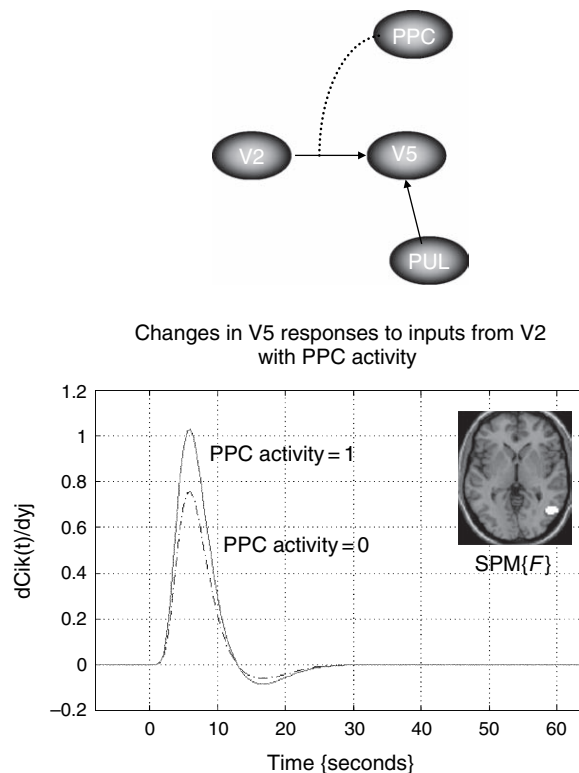 PPC
V2
V5
PUL
Changes in V5 responses to inputs from V2
with PPC activity
1.2
1
0.8
0.6
0.4
0.2
0
–0.2
dCik(t)/dyj
PPC activity = 1
PPC activity = 0
SPM{F}
0 10 20 30 40 50 60
Time {seconds}